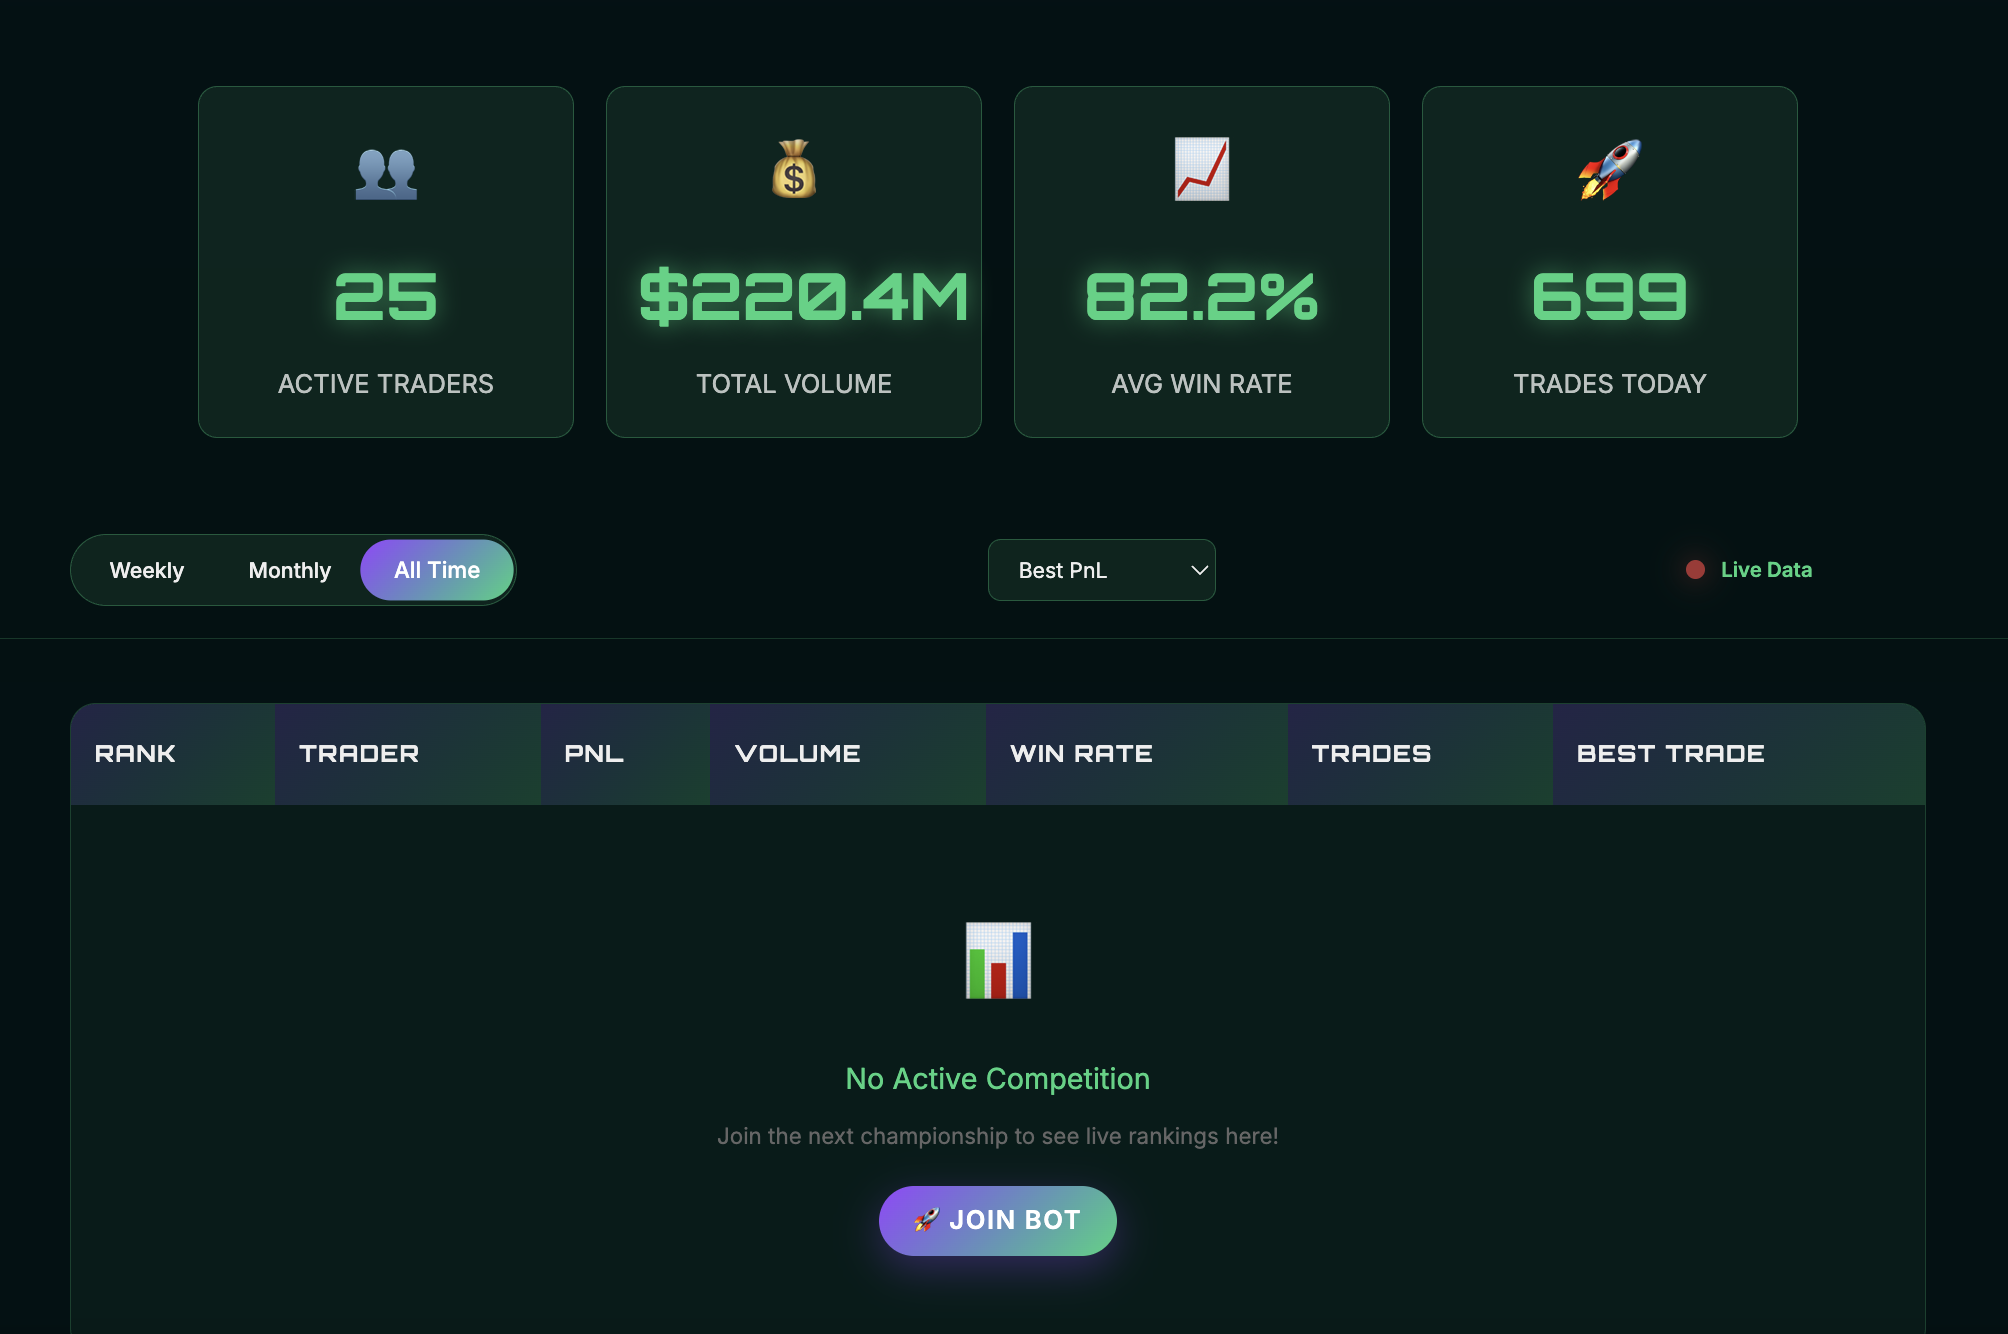 25
ACTIVE TRADERS
$220.4M
TOTAL VOLUME
82.2%
AVG WIN RATE
699
TRADES TODAY
Weekly Monthly All Time
Best PnL
Live Data
RANK TRADER PNL VOLUME WIN RATE TRADES BEST TRADE
No Active Competition
Join the next championship to see live rankings here!
JOIN BOT